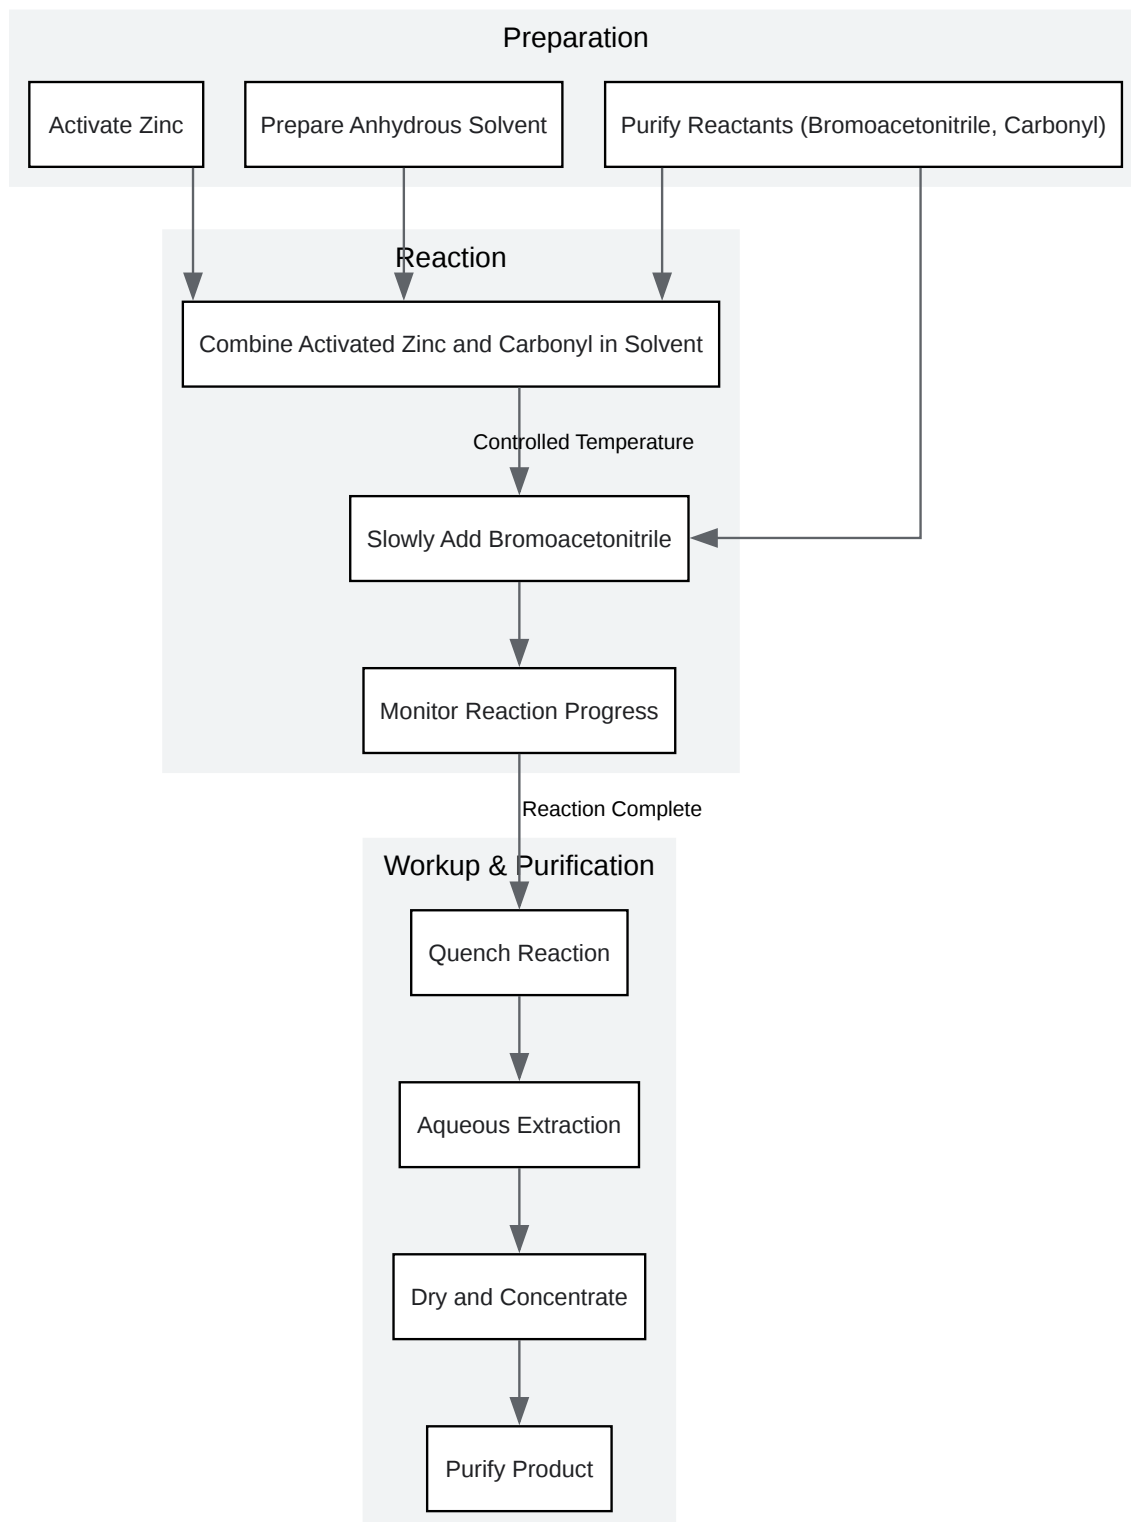 Preparation
Activate Zinc
Prepare Anhydrous Solvent
Purify Reactants (Bromoacetonitrile, Carbonyl)
Reaction
Combine Activated Zinc and Carbonyl in Solvent
Controlled Temperature
Slowly Add Bromoacetonitrile
Monitor Reaction Progress
Reaction Complete
Workup & Purification
Quench Reaction
Aqueous Extraction
Dry and Concentrate
Purify Product